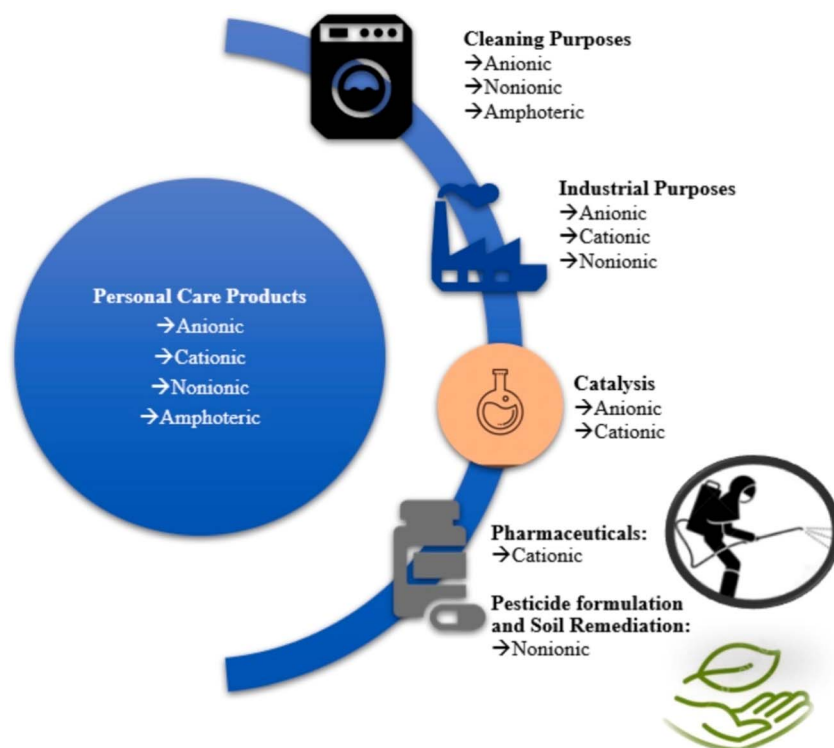 Cleaning Purposes
→Anionic
→Nonionic
→Amphoteric
Industrial Purposes
→Anionic
→Cationic
→Nonionic
Personal Care Products
→Anionic
→Cationic
→Nonionic
→Amphoteric
Catalysis
→Anionic
→Cationic
Pharmaceuticals:
→Cationic
Pesticide formulation
and Soil Remediation:
→Nonionic